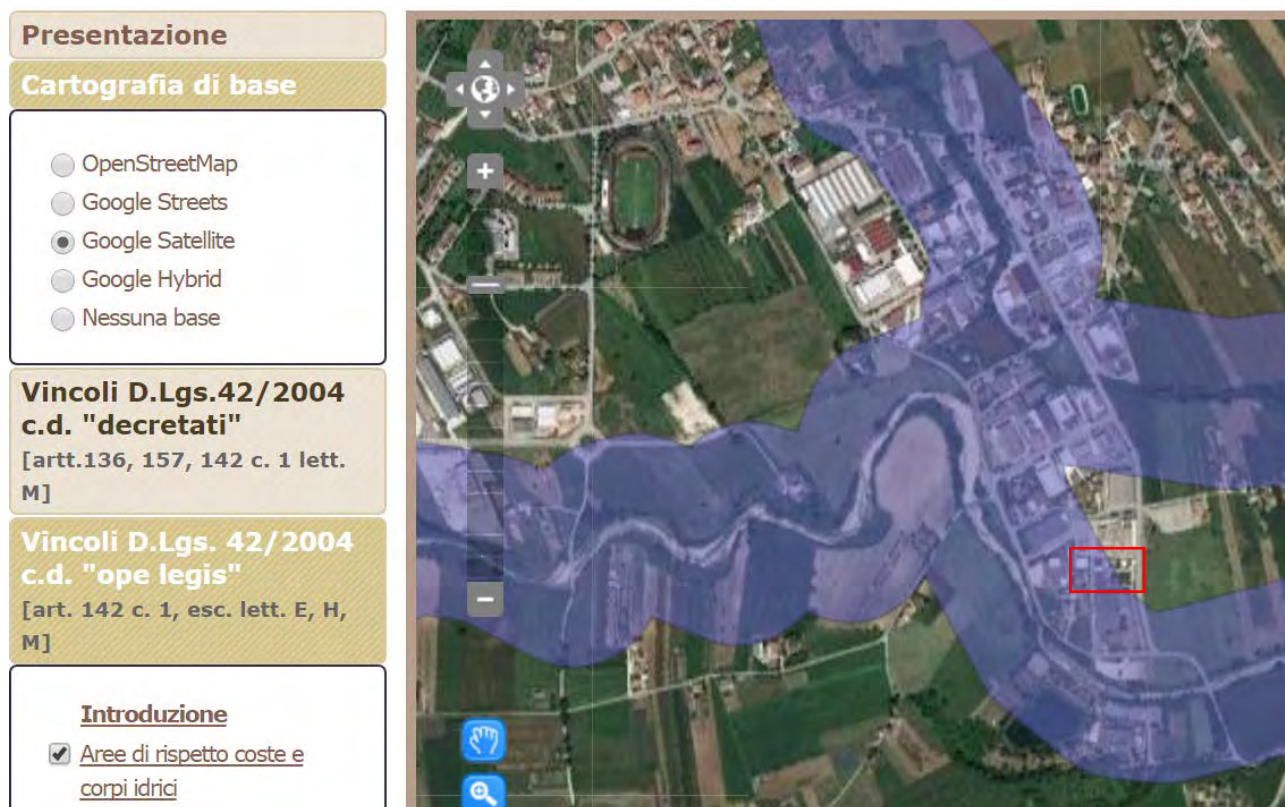 Presentazione
Cartografia di base
OpenStreetMap
Google Streets
Google Satellite
Google Hybrid
Nessuna base
Vincoli D.Lgs.42/2004
c.d. "decretati"
[artt.136, 157, 142 c. 1 lett.
M]
Vincoli D.Lgs. 42/2004
c.d. "ope legis"
[art. 142 c. 1, esc. lett. E, H,
M]
Introduzione
Aree di rispetto coste e
corpi idrici